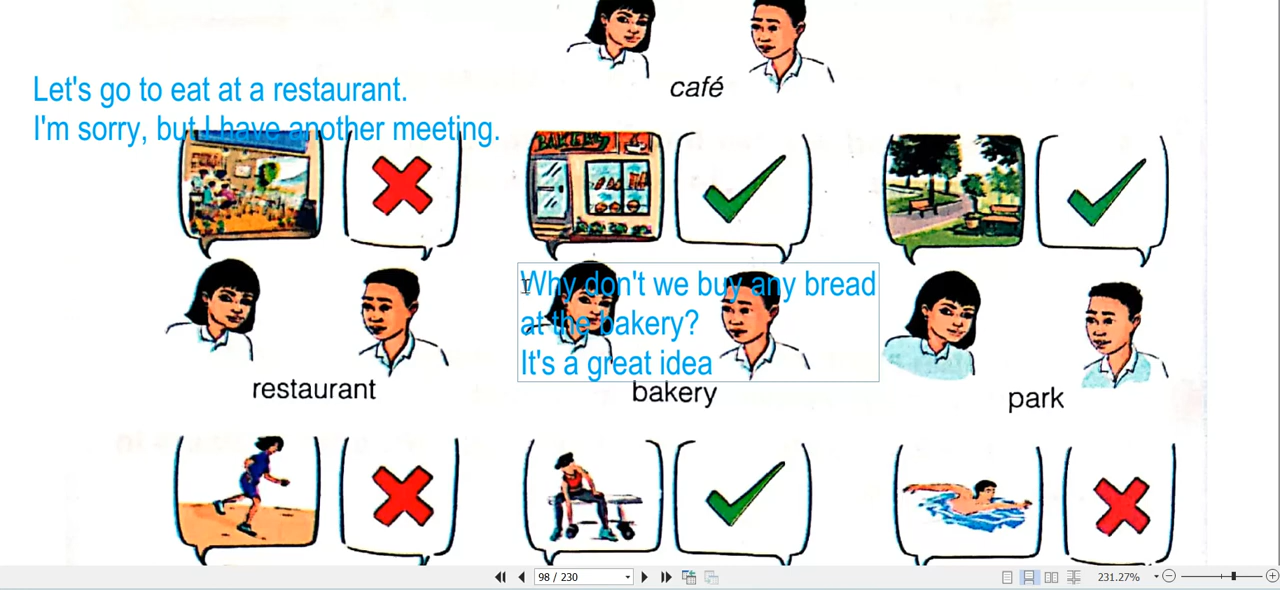 café
Let's go to eat at a restaurant.
I'm sorry, but I have another meeting.
BAKERY
Why don't we buy any bread
at the bakery?
It's a great idea
restaurant
bakery
park
98 / 230
231.27%